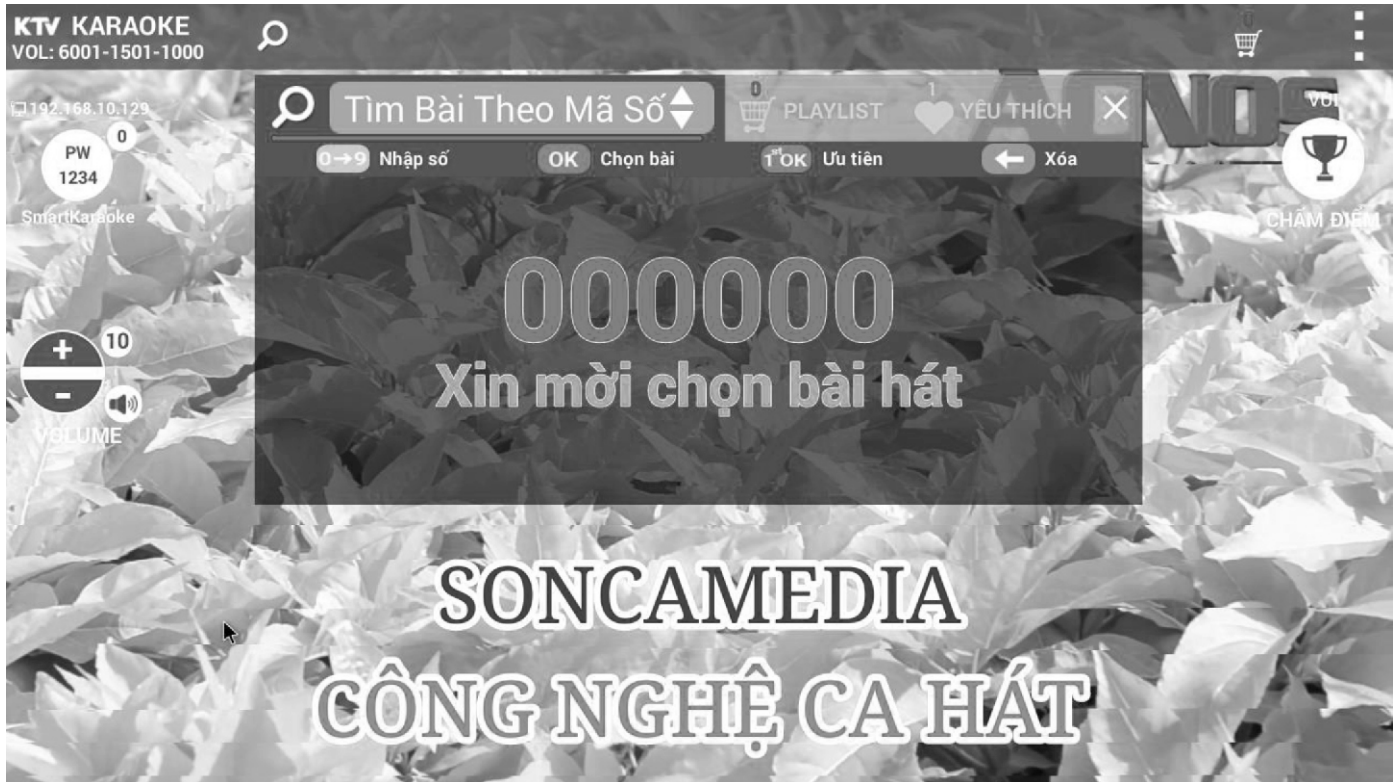 KTV KARAOKE
VOL: 6001-1501-1000
0
192.168.10.129
0
PW
1234
SmartKaraoke
Tìm Bài Theo Mã Số
0
PLAYLIST
1
YÊU THÍCH
0→9 Nhập số
OK Chọn bài
1stOK Ưu tiên
← Xóa
CHẤM ĐIỂM
000000
Xin mời chọn bài hát
10
+
-
VOLUME
SONCAMEDIA
CÔNG NGHỆ CA HÁT